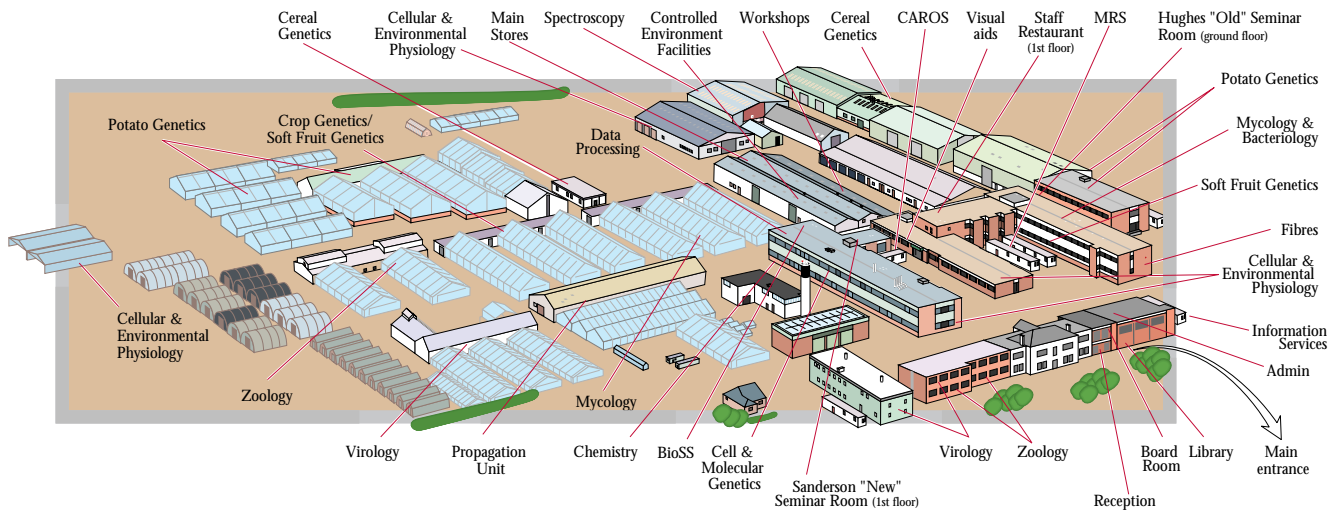 Cereal
Genetics
Cellular &
Environmental
Physiology
Main
Stores
Spectroscopy
Controlled
Environment
Facilities
Workshops
Cereal
Genetics
CAROS
Visual
aids
Staff
Restaurant
(1st floor)
MRS
Hughes "Old" Seminar
Room (ground floor)
Potato Genetics
Mycology &
Bacteriology
Soft Fruit Genetics
Fibres
Cellular &
Environmental
Physiology
Information
Services
Admin
Potato Genetics
Crop Genetics/
Soft Fruit Genetics
Data
Processing
Cellular &
Environmental
Physiology
Zoology
Virology
Propagation
Unit
Mycology
Chemistry
BioSS
Cell &
Molecular
Genetics
Sanderson "New"
Seminar Room (1st floor)
Virology
Zoology
Reception
Board
Room
Library
Main
entrance